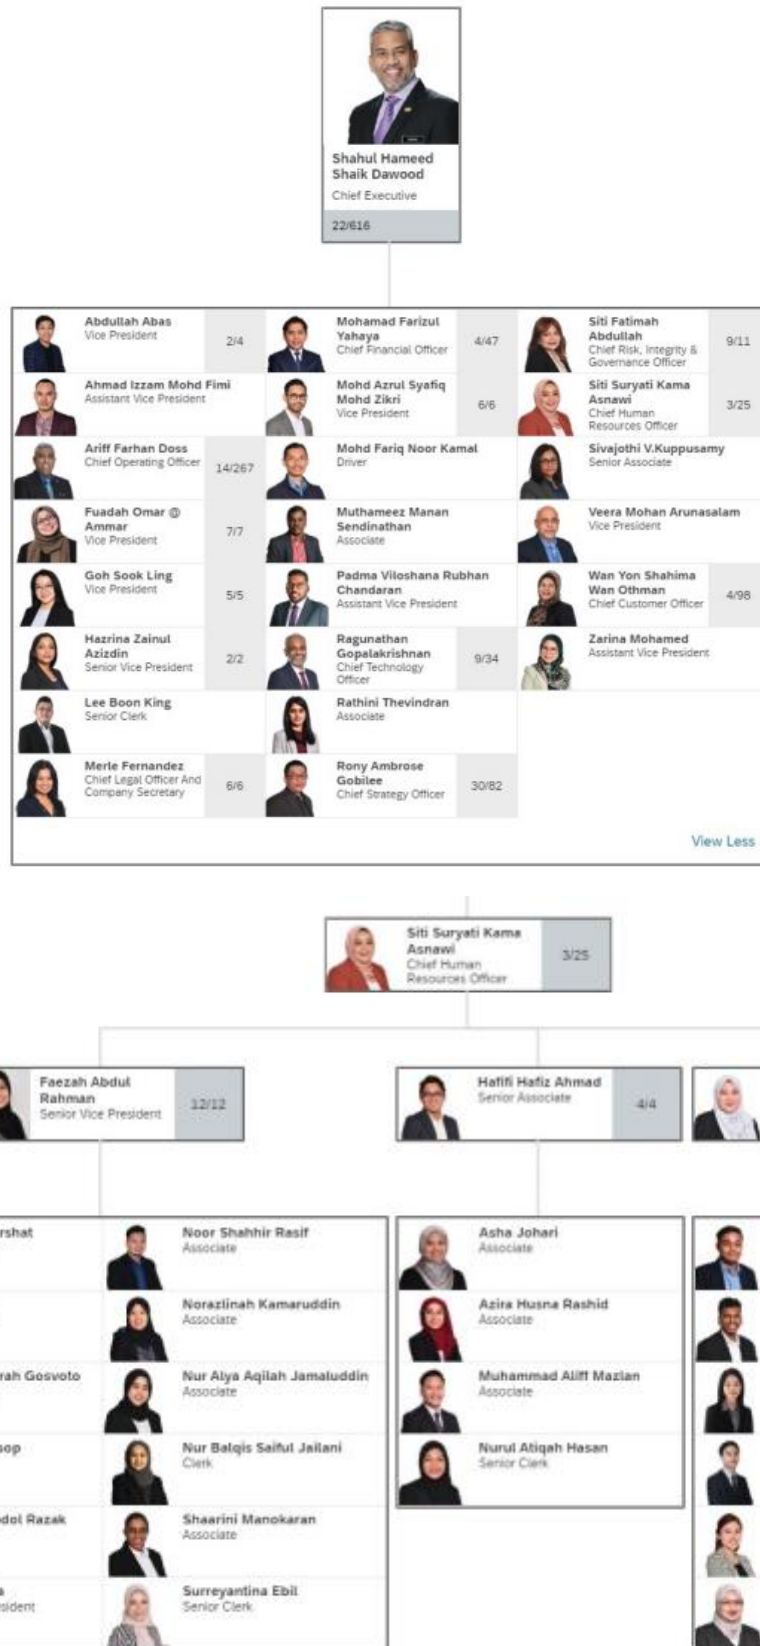 Shahul Hameed
Shaik Dawood
Chief Executive
22/616
Abdullah Abas
Vice President
2/4
Ahmad Izzam Mohd Fimi
Assistant Vice President
Ariff Farhan Doss
Chief Operating Officer
14/267
Fuadah Omar @
Ammar
Vice President
7/7
Goh Sook Ling
Vice President
5/5
Hazrina Zainul
Azizdin
Senior Vice President
2/2
Lee Boon King
Senior Clerk
Merle Fernandez
Chief Legal Officer And
Company Secretary
6/6
Mohamad Farizul
Yahaya
Chief Financial Officer
4/47
Mohd Azrul Syafiq
Mohd Zikri
Vice President
6/6
Mohd Fariq Noor Kamal
Driver
Muthameez Manan
Sendinathan
Associate
Padma Viloshana Rubhan
Chandaran
Assistant Vice President
Ragunathan
Gopalakrishnan
Chief Technology
Officer
9/34
Rathini Thevindran
Associate
Rony Ambrose
Gobilee
Chief Strategy Officer
30/82
Siti Fatimah
Abdullah
Chief Risk, Integrity &
Governance Officer
9/11
Siti Suryati Kama
Asnawi
Chief Human
Resources Officer
3/25
Sivajothi V.Kuppusamy
Senior Associate
Veera Mohan Arunasalam
Vice President
Wan Yon Shahima
Wan Othman
Chief Customer Officer
4/98
Zarina Mohamed
Assistant Vice President
View Less
Siti Suryati Kama
Asnawi
Chief Human
Resources Officer
3/25
Faezah Abdul
Rahman
Senior Vice President
12/12
Hafifi Hafiz Ahmad
Senior Associate
4/4
rshat
rah Gosvoto
sop
dol Razak
a
sident
Noor Shahhir Rasif
Associate
Norazlinah Kamaruddin
Associate
Nur Alya Aqilah Jamaluddin
Associate
Nur Balqis Saiful Jailani
Clerk
Shaarini Manokaran
Associate
Surreyantina Ebil
Senior Clerk
Asha Johari
Associate
Azira Husna Rashid
Associate
Muhammad Aliff Mazlan
Associate
Nurul Atiqah Hasan
Senior Clerk